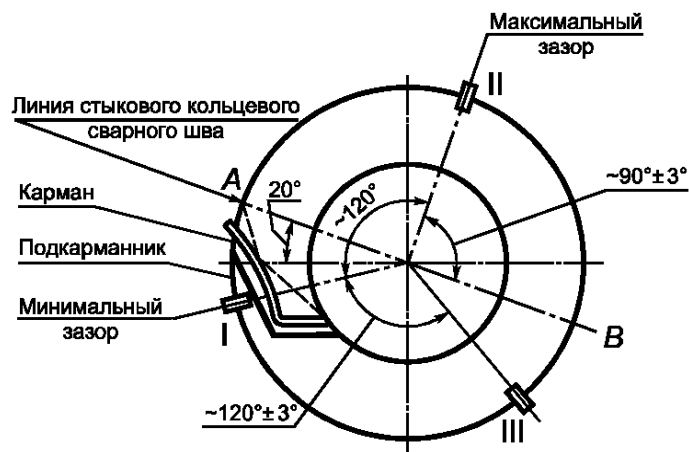 Максимальный
зазор
II
Линия стыкового кольцевого
сварного шва
A
20°
~120°
~90°±3°
Карман
Подкарманник
Минимальный
зазор
I
B
~120°±3°
III